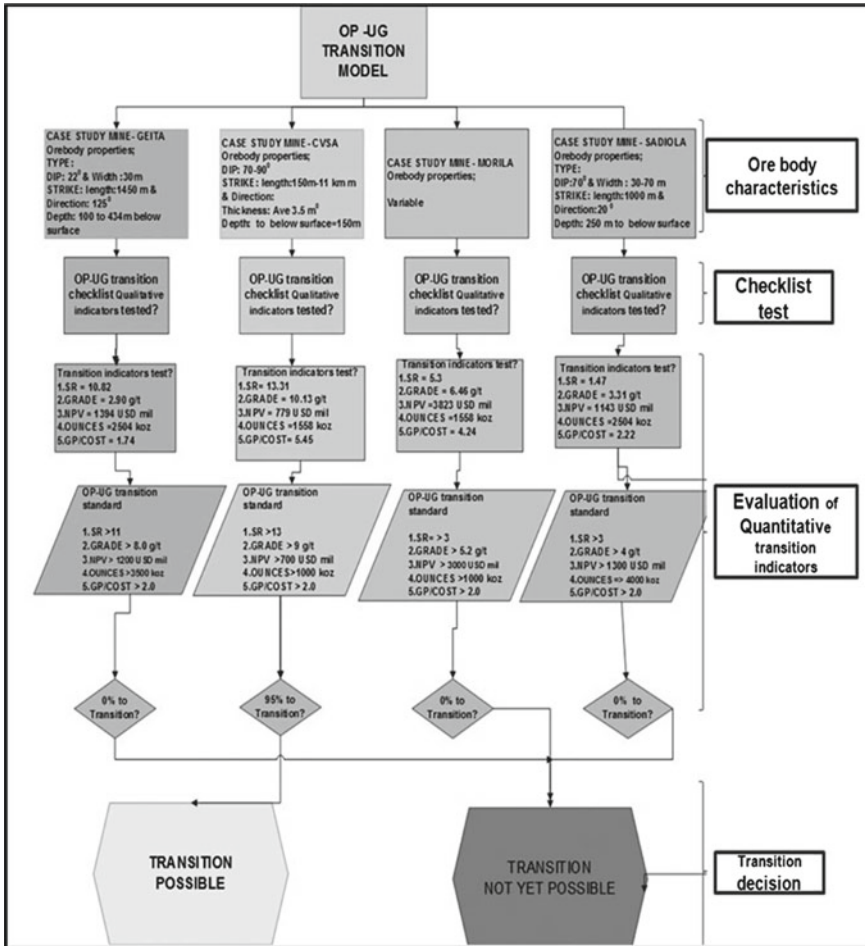 OP -UG
TRANSITION
MODEL
CASE STUDY MINE- GEITA
Orebody properties;
TYPE:
DIP: 22⁰ & Width :30m
STRIKE: length:1450 m &
Direction: 125⁰
Depth: 100 to 434m below
surface
CASE STUDY MINE -CVSA
Orebody properties;
DIP: 70-90⁰
STRIKE: length:150m-11 km m
& Direction:
Thickness: Ave 3.5 m⁰
Depth: to below surface=150m
CASE STUDY MINE - MORILA
Orebody properties;
Variable
CASE STUDY MINE - SADIOLA
Orebody properties;
TYPE:
DIP:70⁰ & Width : 30-70 m
STRIKE: length:1000 m &
Direction:20⁰
Depth: 250 m to below surface
Ore body
characteristics
OP-UG transition
checklist Qualitative
indicators tested?
OP-UG transition
checklist Qualitative
indicators tested?
OP-UG transition
checklist Qualitative
indicators tested?
OP-UG transition
checklist Qualitative
indicators tested?
Checklist
test
Transition indicators test?
1.SR = 10.82
2.GRADE = 2.90 g/t
3.NPV = 1394 USD mil
4.OUNCES =2504 koz
5.GP/COST = 1.74
Transition indicators test?
1.SR= 13.31
2.GRADE = 10.13 g/t
3.NPV = 779 USD mil
4.OUNCES =1558 koz
5.GP/COST= 5.45
Transition indicators test?
1.SR = 5.3
2.GRADE = 6.46 g/t
3.NPV =3823 USD mil
4.OUNCES =1558 koz
5.GP/COST = 4.24
Transition indicators test?
1.SR = 1.47
2.GRADE = 3.31 g/t
3.NPV = 1143 USD mil
4.OUNCES =2504 koz
5.GP/COST = 2.22
OP-UG transition
standard
1.SR >11
2.GRADE > 8.0 g/t
3.NPV > 1200 USD mil
4.OUNCES >3500 koz
5.GP/COST > 2.0
OP-UG transition
standard
1.SR >13
2.GRADE > 9 g/t
3.NPV >700 USD mil
4.OUNCES>1000 koz
5.GP/COST > 2.0
OP-UG transition
standard
1.SR= > 3
2.GRADE > 5.2 g/t
3.NPV > 3000 USD mil
4.OUNCES >1000 koz
5.GP/COST > 2.0
OP-UG transition
standard
1.SR >3
2.GRADE > 4 g/t
3.NPV > 1300 USD mil
4.OUNCES => 4000 koz
5.GP/COST > 2.0
Evaluation of
Quantitative
transition
indicators
0% to
Transition?
95% to
Transition?
0% to
Transition?
0% to
Transition?
TRANSITION
POSSIBLE
TRANSITION
NOT YET POSSIBLE
Transition
decision